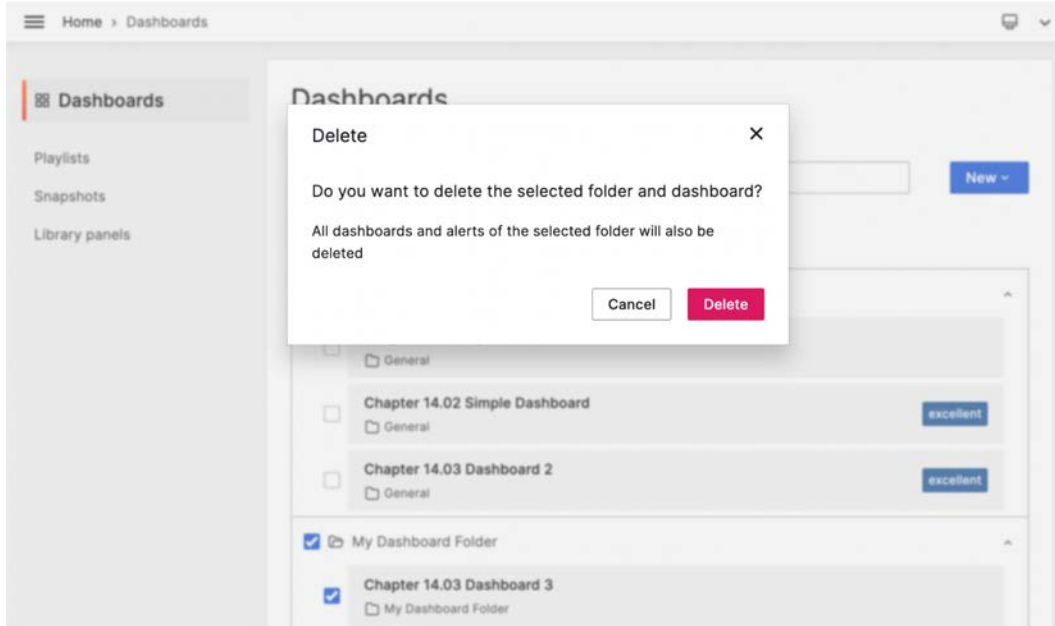 Home › Dashboards
Dashboards
Playlists
Snapshots
Library panels
Dashboards
New
Delete
Do you want to delete the selected folder and dashboard?
All dashboards and alerts of the selected folder will also be
deleted
Cancel
Delete
General
Chapter 14.02 Simple Dashboard
excellent
General
Chapter 14.03 Dashboard 2
excellent
General
My Dashboard Folder
Chapter 14.03 Dashboard 3
My Dashboard Folder